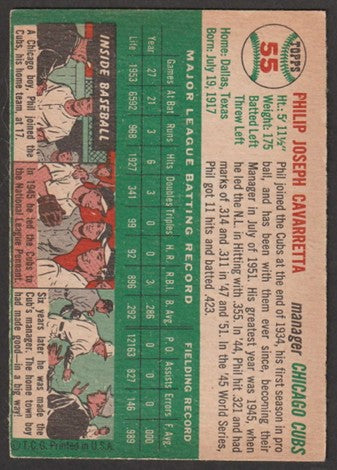 TOPPS
55
PHILIP JOSEPH CAVARRETTA
manager CHICAGO CUBS
Ht: 5' 11½"
Weight: 175
Batted Left
Threw Left
Home: Dallas, Texas
Born: July 19, 1917
Phil joined the Cubs at the end of 1934, his first season in pro
ball, and has been with them ever since, becoming their
Manager in July of 1951. His greatest year was 1945, when
he led the N.L. in Hitting with .355. In '44, Phil hit .321 and had
marks of .314 and .311 in '47 and '51. In the '45 World Series,
Phil got 11 hits and batted .423.
MAJOR LEAGUE BATTING RECORD
FIELDING RECORD
Games At Bat Runs Hits Doubles Triples H.R. R.B.I. B. Avg. P.O. Assists Errors F. Avg.
Year 27 21 3 6 3 0 0 3 .286 0 0 0 .000
Life 1953 6592 968 1927 341 99 92 896 .292 12163 827 146 .989
INSIDE BASEBALL
A Chicago boy, Phil joined the
Cubs, his home team, at 17.
In 1945 he led the Cubs to
the National League Pennant.
Six years later, he was made the
Cub's manager. The home town boy
had made good—in a big way!
© T. C. G. Printed in U.S.A.